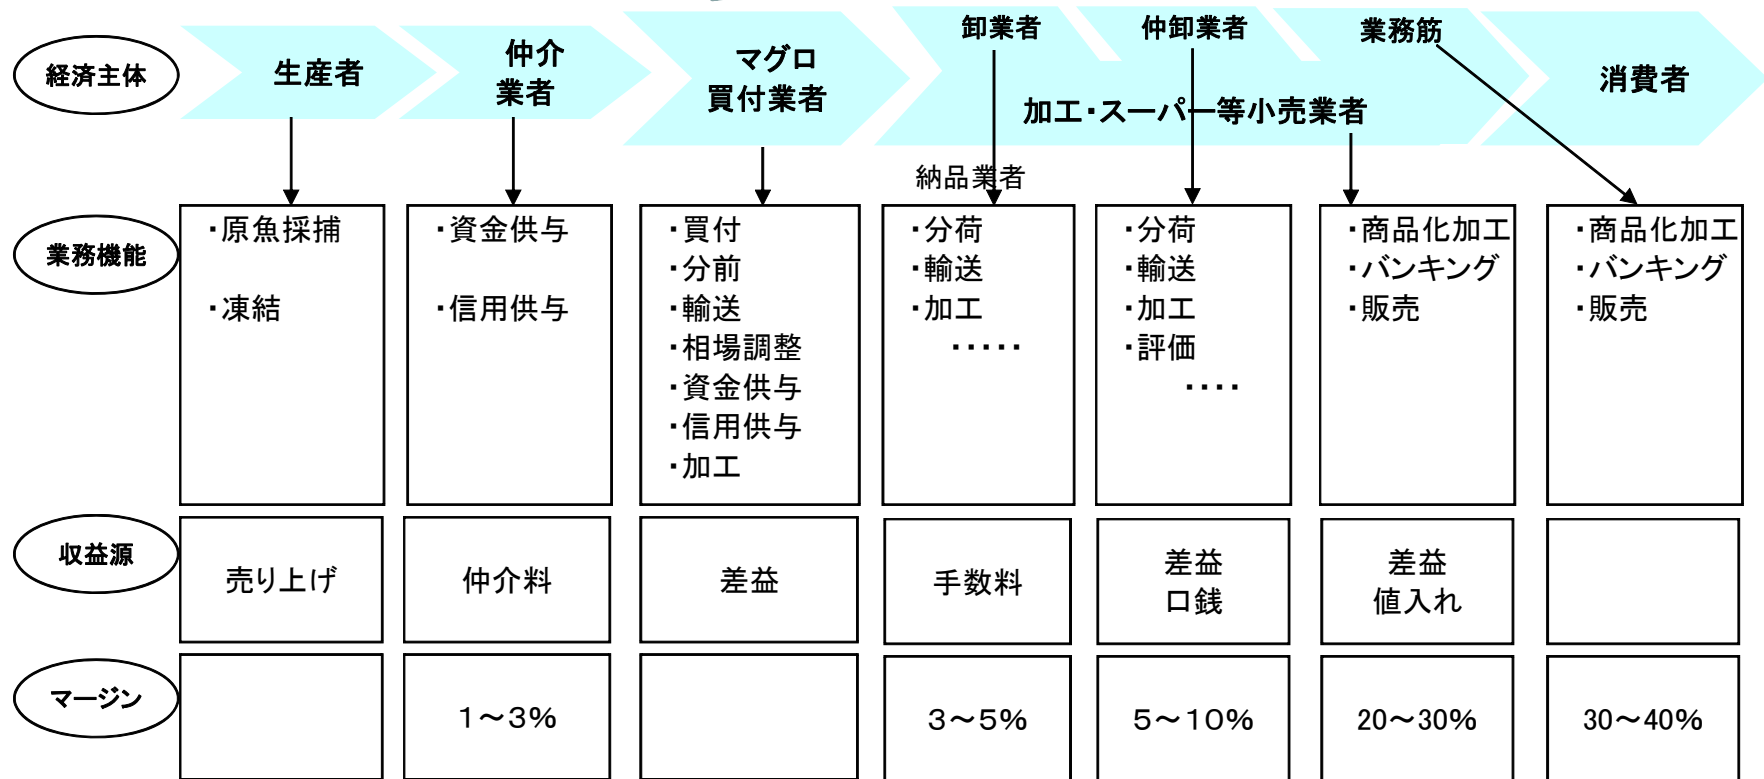 経済主体
生産者
仲介
業者
マグロ
買付業者
卸業者
仲卸業者
業務筋
加工・スーパー等小売業者
消費者
納品業者
業務機能
・原魚採捕
・凍結
・資金供与
・信用供与
・買付
・分前
・輸送
・相場調整
・資金供与
・信用供与
・加工
・分荷
・輸送
・加工
・・・・・
・分荷
・輸送
・加工
・評価
・・・・
・商品化加工
・バンキング
・販売
・商品化加工
・バンキング
・販売
収益源
売り上げ
仲介料
差益
手数料
差益
口銭
差益
値入れ
マージン
1～3%
3～5%
5～10%
20～30%
30～40%